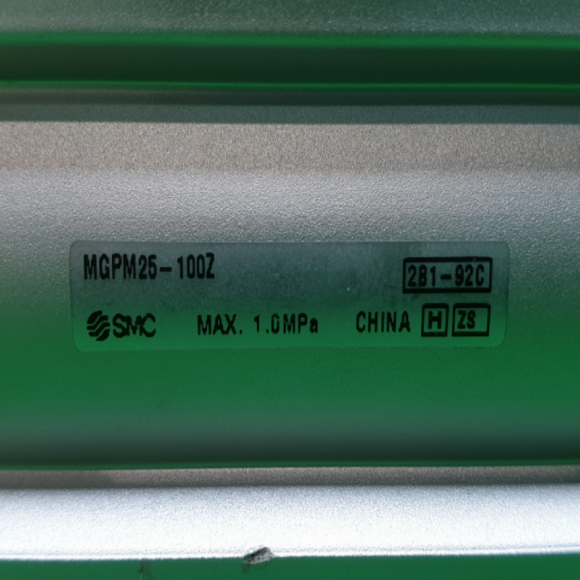 MGPM25-100Z 2B1-92C
SMC MAX. 1.0MPa CHINA H ZS